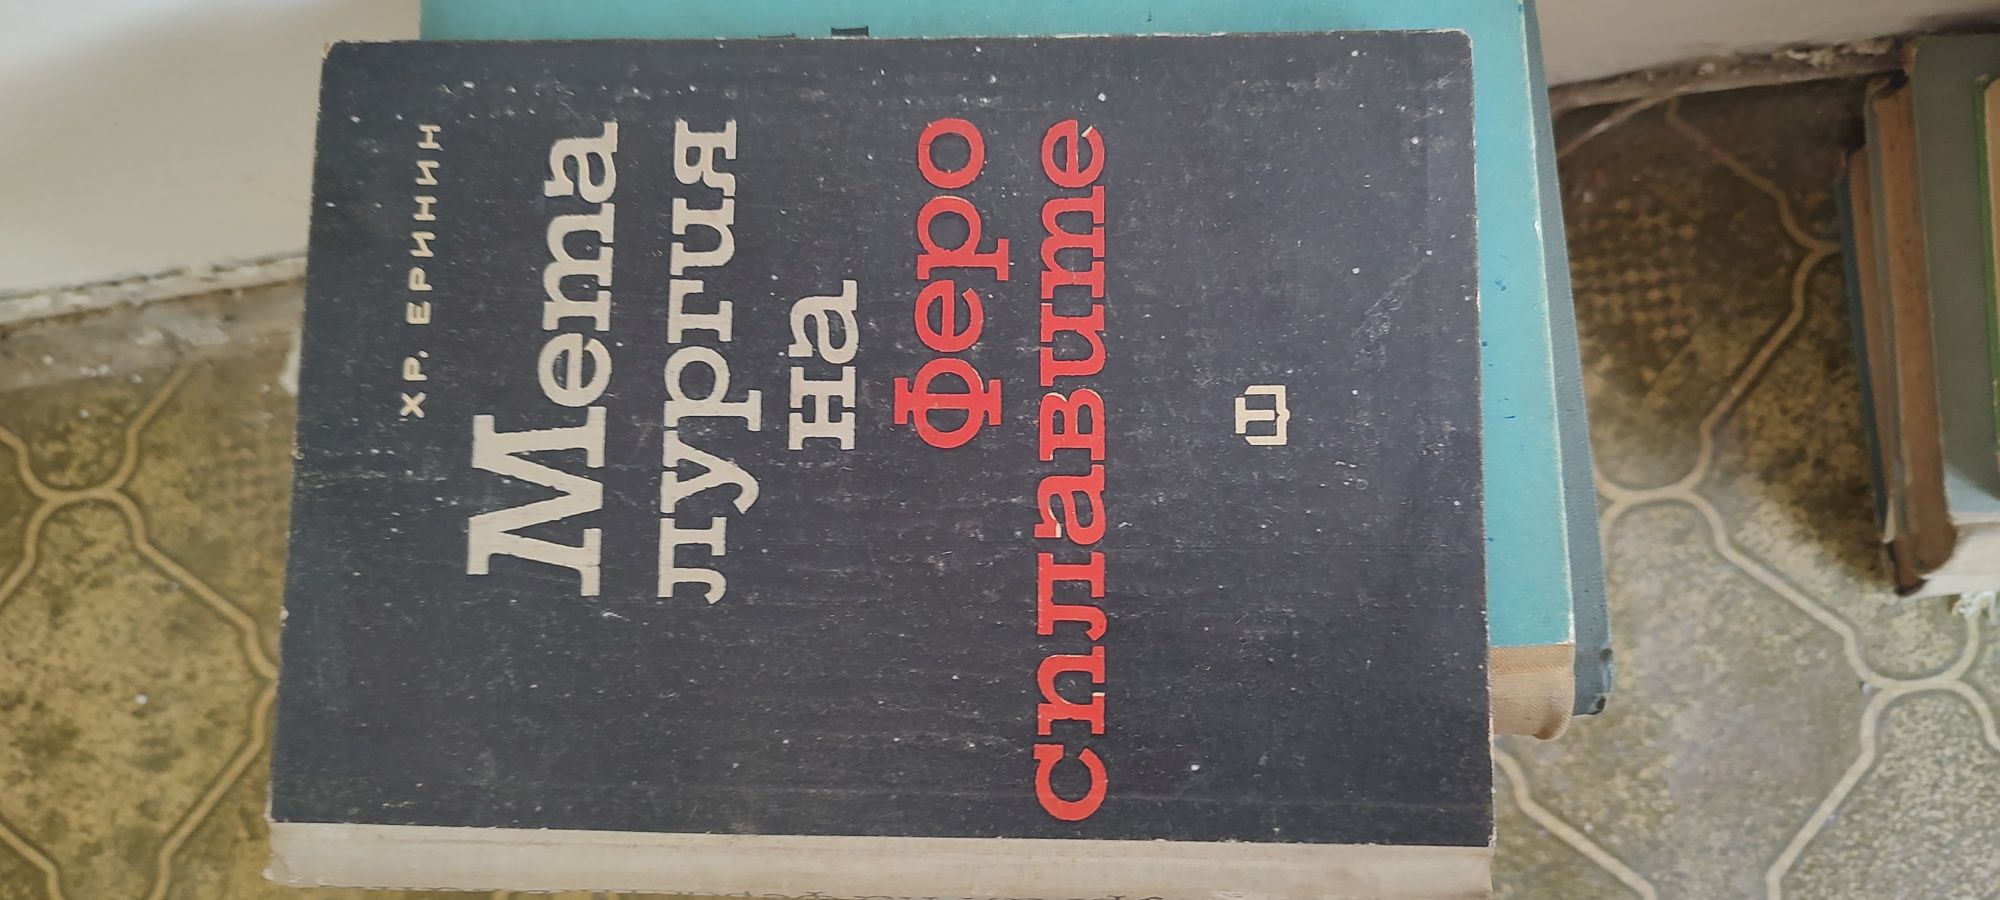 ХР. ЕРИНИН
Мета
лургия
на
Феро
сплавите